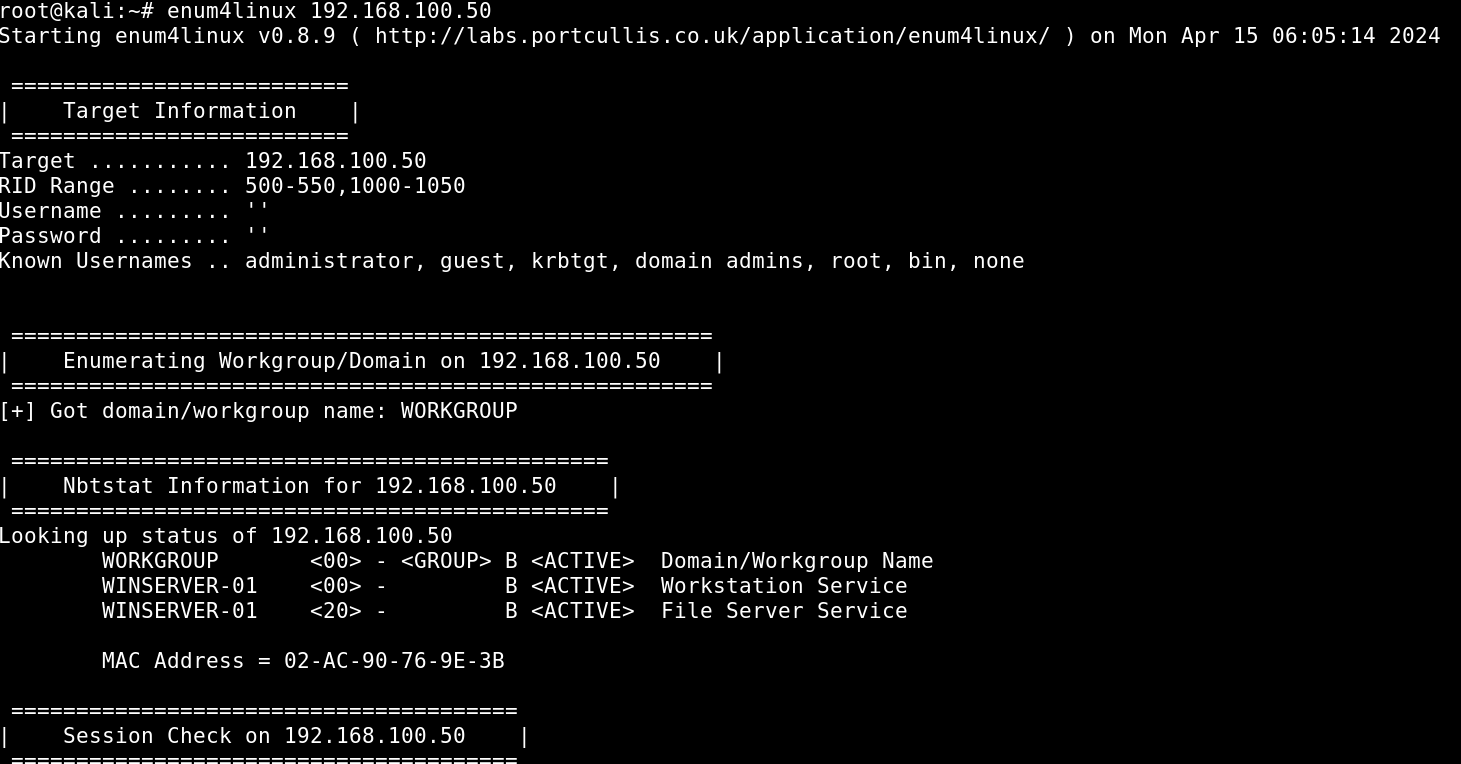 root@kali:~# enum4linux 192.168.100.50
Starting enum4linux v0.8.9 ( http://labs.portcullis.co.uk/application/enum4linux/ ) on Mon Apr 15 06:05:14 2024

 ==========================
|    Target Information    |
 ==========================
Target ........... 192.168.100.50
RID Range ........ 500-550,1000-1050
Username ......... ''
Password ......... ''
Known Usernames .. administrator, guest, krbtgt, domain admins, root, bin, none


 ======================================================
|    Enumerating Workgroup/Domain on 192.168.100.50    |
 ======================================================
[+] Got domain/workgroup name: WORKGROUP

 ==============================================
|    Nbtstat Information for 192.168.100.50    |
 ==============================================
Looking up status of 192.168.100.50
        WORKGROUP       <00> - <GROUP> B <ACTIVE>  Domain/Workgroup Name
        WINSERVER-01    <00> -         B <ACTIVE>  Workstation Service
        WINSERVER-01    <20> -         B <ACTIVE>  File Server Service

        MAC Address = 02-AC-90-76-9E-3B

 =======================================
|    Session Check on 192.168.100.50    |
 =======================================